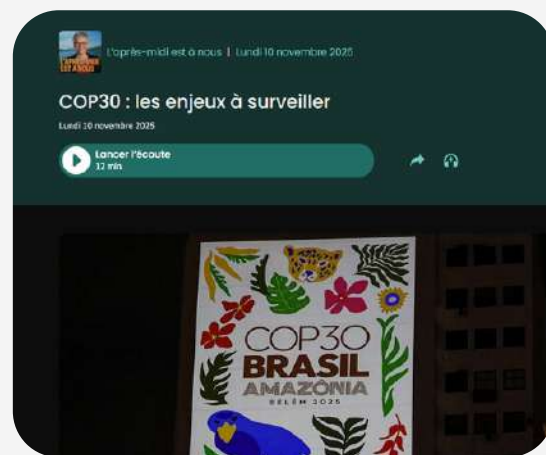 L'après-midi est à nous | Lundi 10 novembre 2025
COP30 : les enjeux à surveiller
Lundi 10 novembre 2025
Lancer l'écoute
12 min
COP30
BRASIL
AMAZÔNIA
BELÉM 2025